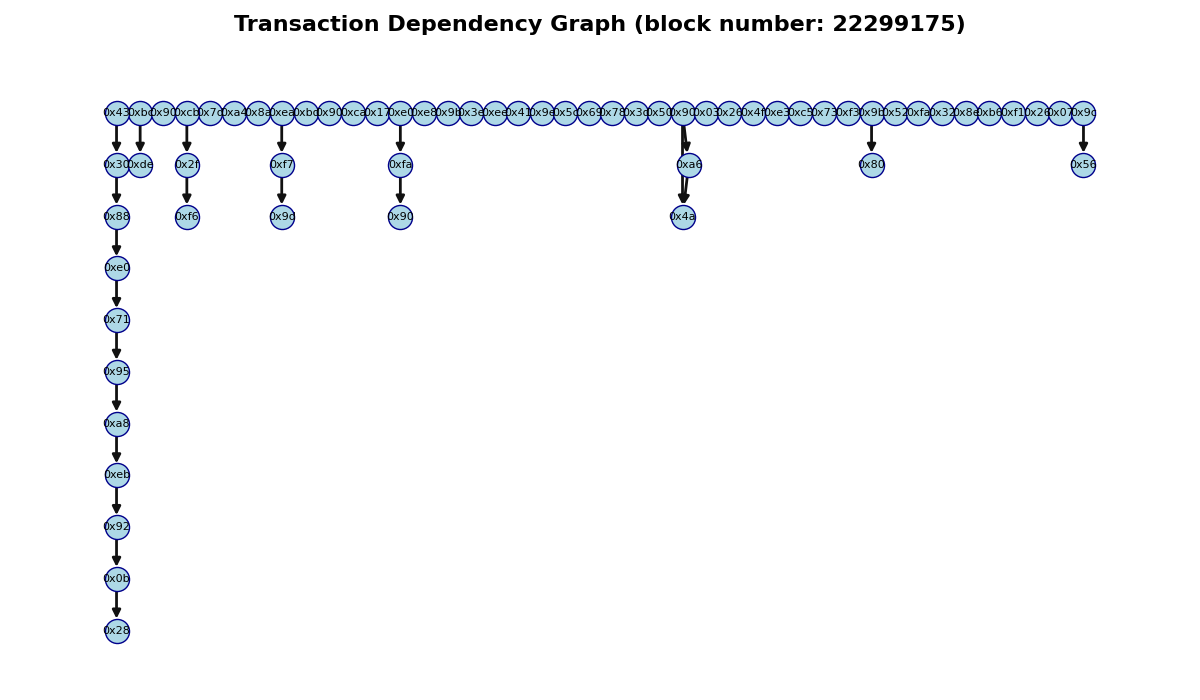 Transaction Dependency Graph (block number: 22299175)
0x43 0xbc 0x90 0xcb 0x7c 0xa4 0x8a 0xea 0xbd 0x90 0xca 0x17 0xe0 0xe8 0x9b 0x3e 0xee 0x41 0x9e 0x5c 0x69 0x78 0x3d 0x50 0x90 0x03 0x26 0x4f 0xe3 0xc5 0x73 0xf3 0x9b 0x52 0xfa 0x32 0x8e 0xb6 0xf1 0x26 0x07 0x9c
0x30 0xde 0x2f 0xf7 0xfa 0xa6 0x80 0x56
0x88 0xf6 0x9d 0x90 0x4a
0xe0
0x71
0x95
0xa8
0xeb
0x92
0x0b
0x28